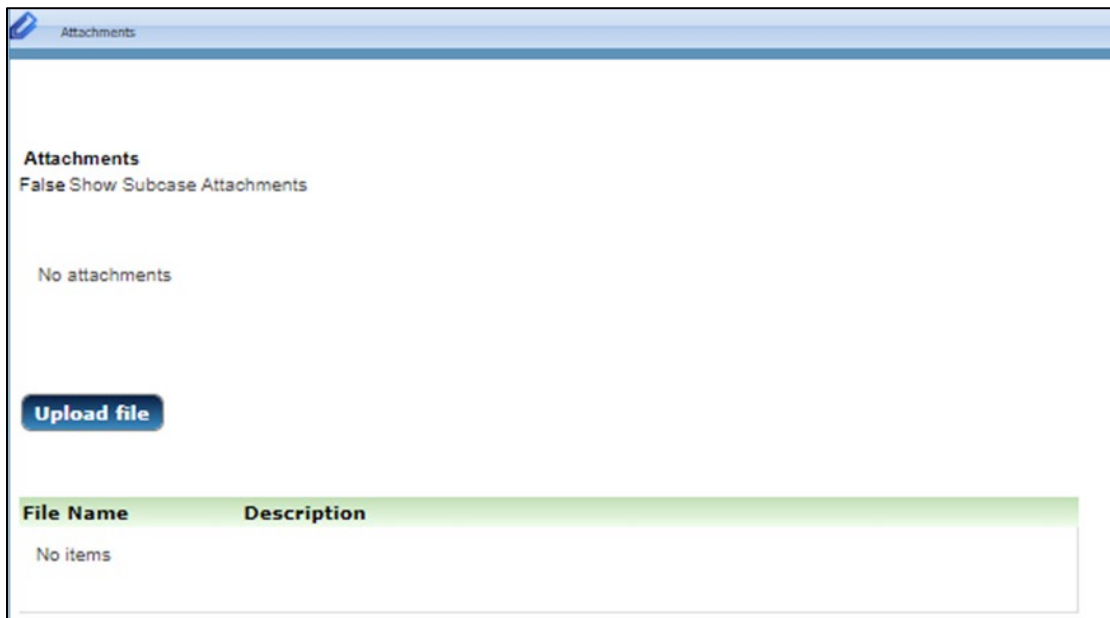 Attachments
Attachments
False Show Subcase Attachments
No attachments
Upload file
File Name Description
No items